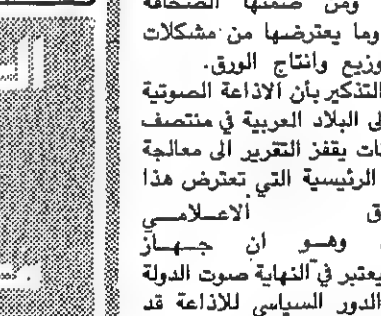 ومن ضمنها الصحافة
وما يعترضها من مشكلات
وزيع وانتاج الورق.
التذكير بأن الاذاعة الصوتية
لى البلاد العربية في منتصف
نات يقفز التقرير الى معالجة
الرئيسية التي تعترض هذا
ق الاعلامي
وهو ان جهاز
يعتبر في النهاية صوت الدولة
الدور السياسي للاذاعة قد